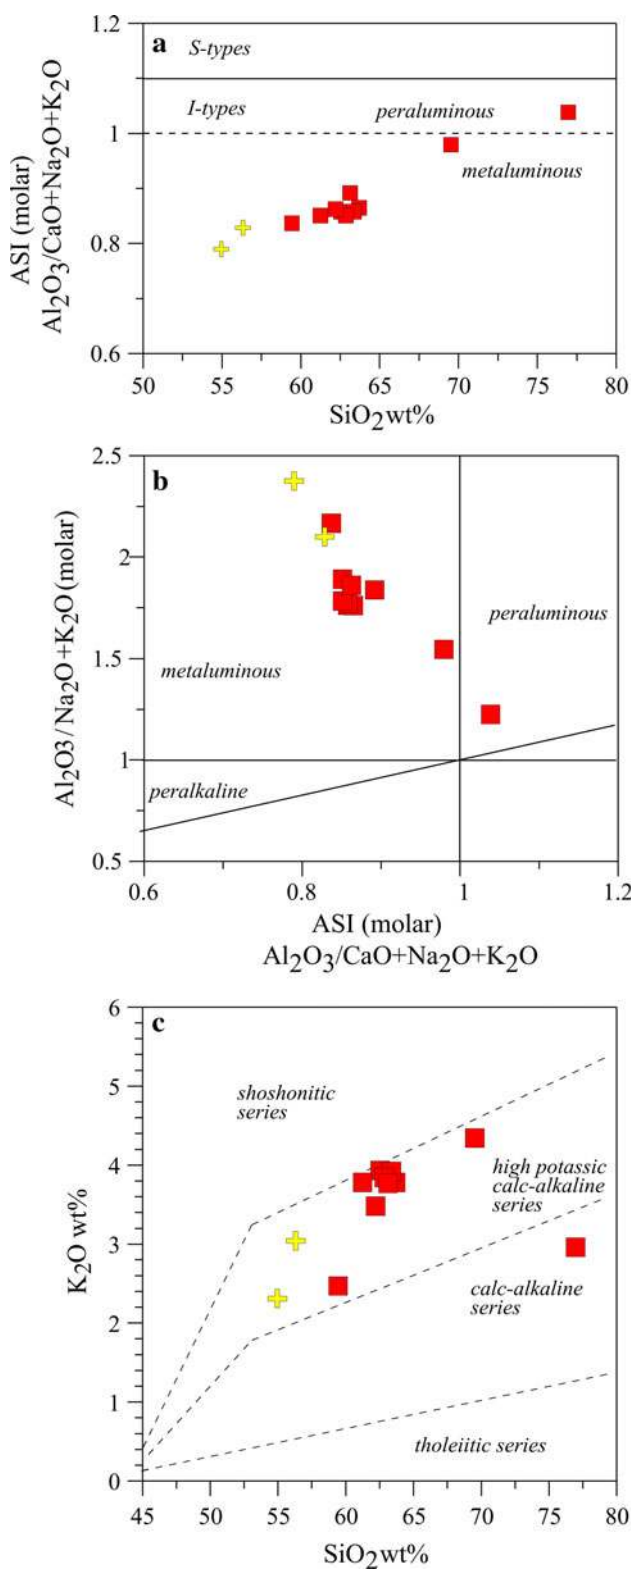 a
S-types
I-types
peraluminous
metaluminous
1.2
1
0.8
0.6
ASI (molar)
Al2O3/CaO+Na2O+K2O
50 55 60 65 70 75 80
SiO2wt%
b
peraluminous
metaluminous
peralkaline
2.5
2
1.5
1
0.5
Al2O3/Na2O+K2O(molar)
0.6 0.8 1 1.2
ASI (molar)
Al2O3/CaO+Na2O+K2O
c
shoshonitic
series
high potassic
calc-alkaline
series
calc-alkaline
series
tholeiitic series
6
5
4
3
2
1
0
K2O wt%
45 50 55 60 65 70 75 80
SiO2wt%